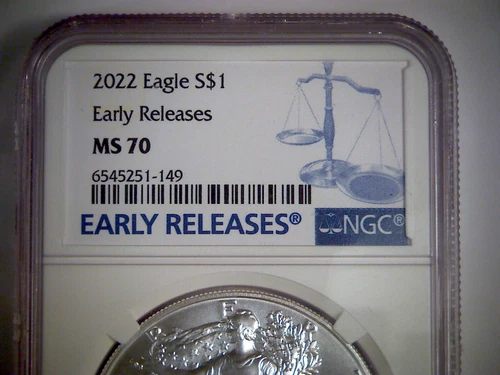 2022 Eagle S$1
Early Releases
MS 70
6545251-149
EARLY RELEASES®
NGC®